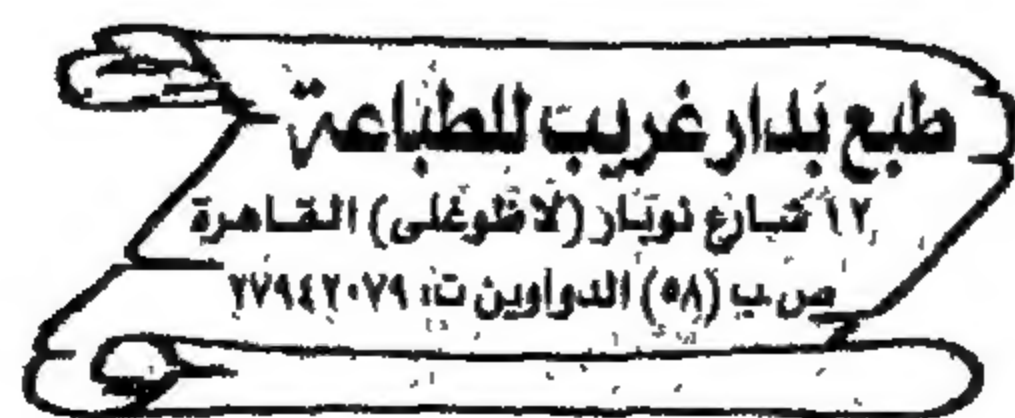 طبع بدار غريب للطباعة
١٢ شارع نوبار (لاظوغلى) القاهرة
ص.ب (٥٨) الدواوين ت: ٢٧٩٤٢٠٧٩